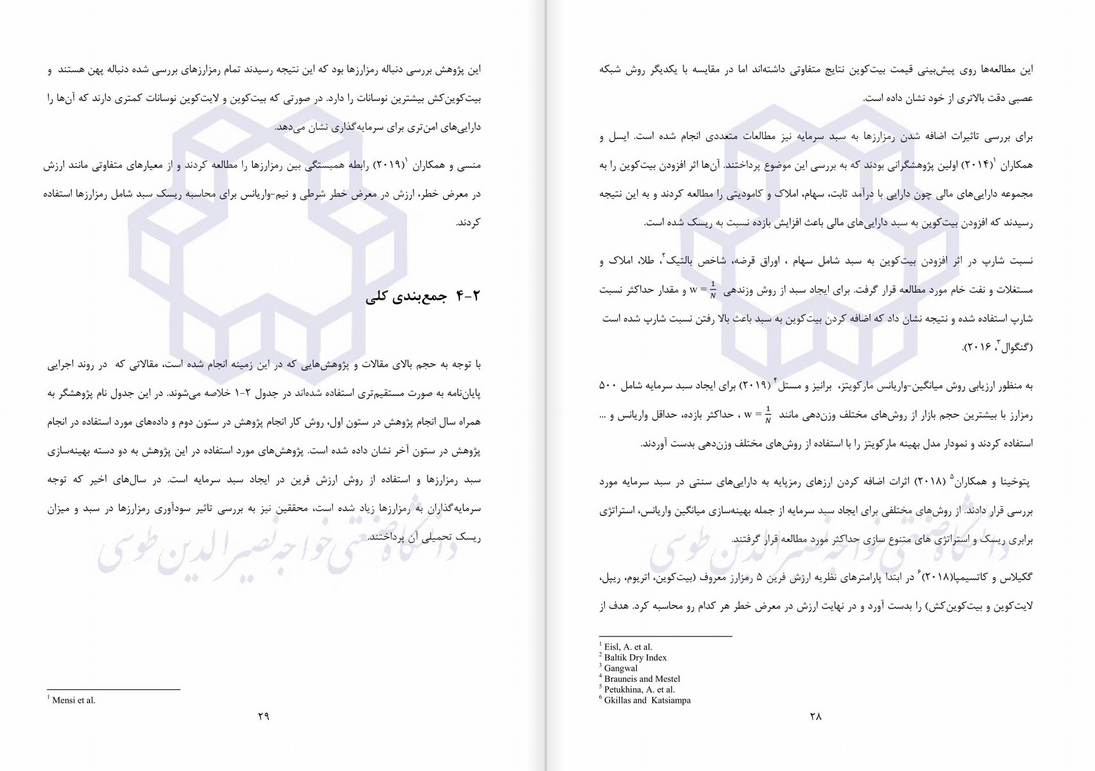 این مطالعه‌ها روی پیش‌بینی قیمت بیت‌کوین نتایج متفاوتی داشته‌اند اما در مقایسه با یکدیگر روش شبکه
عصبی دقت بالاتری از خود نشان داده است.
برای بررسی تاثیرات اضافه شدن رمزارزها به سبد سرمایه نیز مطالعات متعددی انجام شده است. ایسل و
همکاران ۱(۲۰۱۴) اولین پژوهشگرانی بودند که به بررسی این موضوع پرداختند. آن‌ها اثر افزودن بیت‌کوین را به
مجموعه دارایی‌های مالی چون دارایی با درآمد ثابت، سهام، املاک و کامودیتی را مطالعه کردند و به این نتیجه
رسیدند که افزودن بیت‌کوین به سبد دارایی‌های مالی باعث افزایش بازده نسبت به ریسک شده است.
نسبت شارپ در اثر افزودن بیت‌کوین به سبد شامل سهام ، اوراق قرضه، شاخص بالتیک۲، طلا، املاک و
مستغلات و نفت خام مورد مطالعه قرار گرفت. برای ایجاد سبد از روش وزندهی w = 1/N و مقدار حداکثر نسبت
شارپ استفاده شده و نتیجه نشان داد که اضافه کردن بیت‌کوین به سبد باعث بالا رفتن نسبت شارپ شده است
(گنگوال۳، ۲۰۱۶).
به منظور ارزیابی روش میانگین-واریانس مارکویتز، برانیز و مستل۴ (۲۰۱۹) برای ایجاد سبد سرمایه شامل ۵۰۰
رمزارز با بیشترین حجم بازار از روش‌های مختلف وزن‌دهی مانند w = 1/N ، حداکثر بازده، حداقل واریانس و ...
استفاده کردند و نمودار مدل بهینه مارکویتز را با استفاده از روش‌های مختلف وزن‌دهی بدست آوردند.
پتوخینا و همکاران۵ (۲۰۱۸) اثرات اضافه کردن ارزهای رمزپایه به دارایی‌های سنتی در سبد سرمایه مورد
بررسی قرار دادند. از روش‌های مختلفی برای ایجاد سبد سرمایه از جمله بهینه‌سازی میانگین واریانس، استراتژی
برابری ریسک و استراتژی های متنوع سازی حداکثر مورد مطالعه قرار گرفتند.
گکیلاس و کاتسیمپا(۲۰۱۸)۶ در ابتدا پارامترهای نظریه ارزش فرین ۵ رمزارز معروف (بیت‌کوین، اتریوم، ریپل،
لایت‌کوین و بیت‌کوین‌کش) را بدست آورد و در نهایت ارزش در معرض خطر هر کدام رو محاسبه کرد. هدف از
1 Eisl, A. et al.
2 Baltik Dry Index
3 Gangwal
4 Brauneis and Mestel
5 Petukhina, A. et al.
6 Gkillas and Katsiampa
۲۸
دانشگاه صنعتی خواجه نصیرالدین طوسی
این پژوهش بررسی دنباله رمزارزها بود که این نتیجه رسیدند تمام رمزارزهای بررسی شده دنباله پهن هستند و
بیت‌کوین‌کش بیشترین نوسانات را دارد. در صورتی که بیت‌کوین و لایت‌کوین نوسانات کمتری دارند که آن‌ها را
دارایی‌های امن‌تری برای سرمایه‌گذاری نشان می‌دهد.
منسی و همکاران ۱(۲۰۱۹) رابطه همبستگی بین رمزارزها را مطالعه کردند و از معیارهای متفاوتی مانند ارزش
در معرض خطر، ارزش در معرض خطر شرطی و نیم-واریانس برای محاسبه ریسک سبد شامل رمزارزها استفاده
کردند.
۲-۴ جمع‌بندی کلی
با توجه به حجم بالای مقالات و پژوهش‌هایی که در این زمینه انجام شده است، مقالاتی که در روند اجرایی
پایان‌نامه به صورت مستقیم‌تری استفاده شده‌اند در جدول ۲-۱ خلاصه می‌شوند. در این جدول نام پژوهشگر به
همراه سال انجام پژوهش در ستون اول، روش کار انجام پژوهش در ستون دوم و داده‌های مورد استفاده در انجام
پژوهش در ستون آخر نشان داده شده است. پژوهش‌های مورد استفاده در این پژوهش به دو دسته بهینه‌سازی
سبد رمزارزها و استفاده از روش ارزش فرین در ایجاد سبد سرمایه است. در سال‌های اخیر که توجه
سرمایه‌گذاران به رمزارزها زیاد شده است، محققین نیز به بررسی تاثیر سودآوری رمزارزها در سبد و میزان
ریسک تحمیلی آن پرداختند.
1 Mensi et al.
۲۹
دانشگاه صنعتی خواجه نصیرالدین طوسی